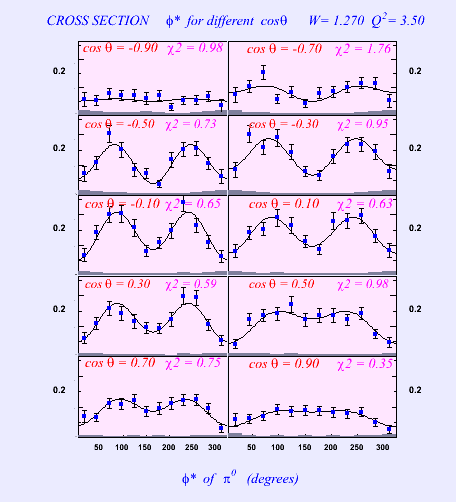 CROSS SECTION ϕ* for different cosθ W= 1.270 Q²= 3.50
cos θ = -0.90 χ2 = 0.98 cos θ = -0.70 χ2 = 1.76
0.2 0.2
cos θ = -0.50 χ2 = 0.73 cos θ = -0.30 χ2 = 0.95
0.2 0.2
cos θ = -0.10 χ2 = 0.65 cos θ = 0.10 χ2 = 0.63
cos θ = 0.30 χ2 = 0.59 cos θ = 0.50 χ2 = 0.98
0.2 0.2
cos θ = 0.70 χ2 = 0.75 cos θ = 0.90 χ2 = 0.35
0.2 0.2
50 100 150 200 250 300 50 100 150 200 250 300
ϕ* of π⁰ (degrees)